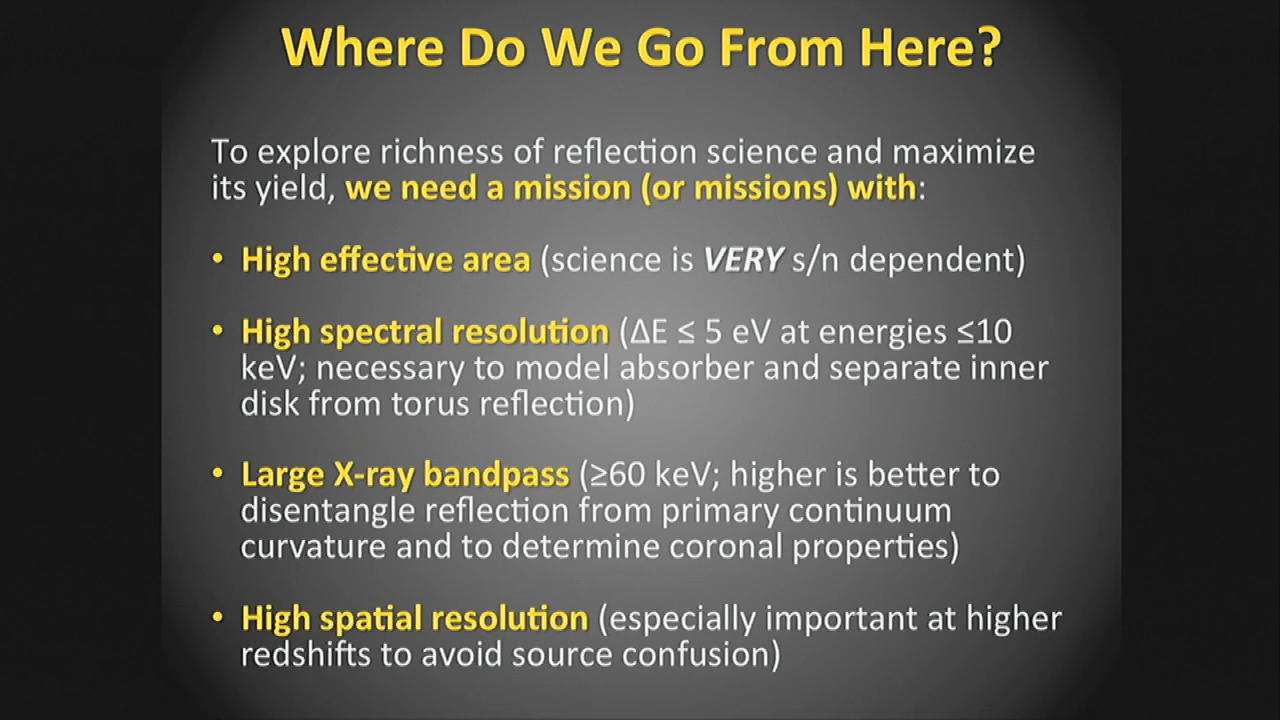 Where Do We Go From Here?
To explore richness of reflection science and maximize
its yield, we need a mission (or missions) with:
• High effective area (science is VERY s/n dependent)
• High spectral resolution (ΔE ≤ 5 eV at energies ≤10
keV; necessary to model absorber and separate inner
disk from torus reflection)
• Large X-ray bandpass (≥60 keV; higher is better to
disentangle reflection from primary continuum
curvature and to determine coronal properties)
• High spatial resolution (especially important at higher
redshifts to avoid source confusion)